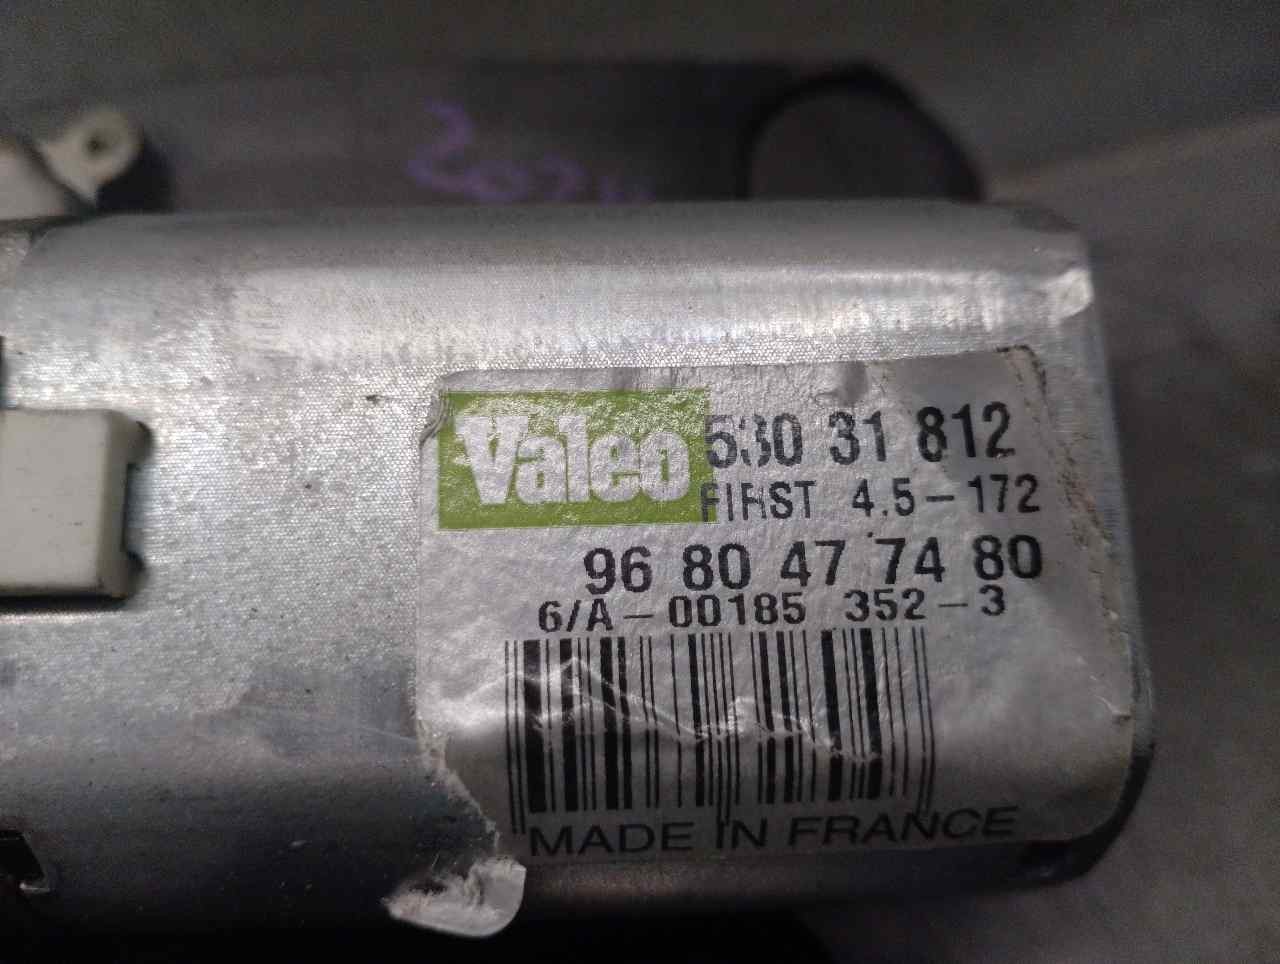 Valeo
530 31 812
FIRST 4.5-172
96 80 47 74 80
6/A-00185 352-3
MADE IN FRANCE